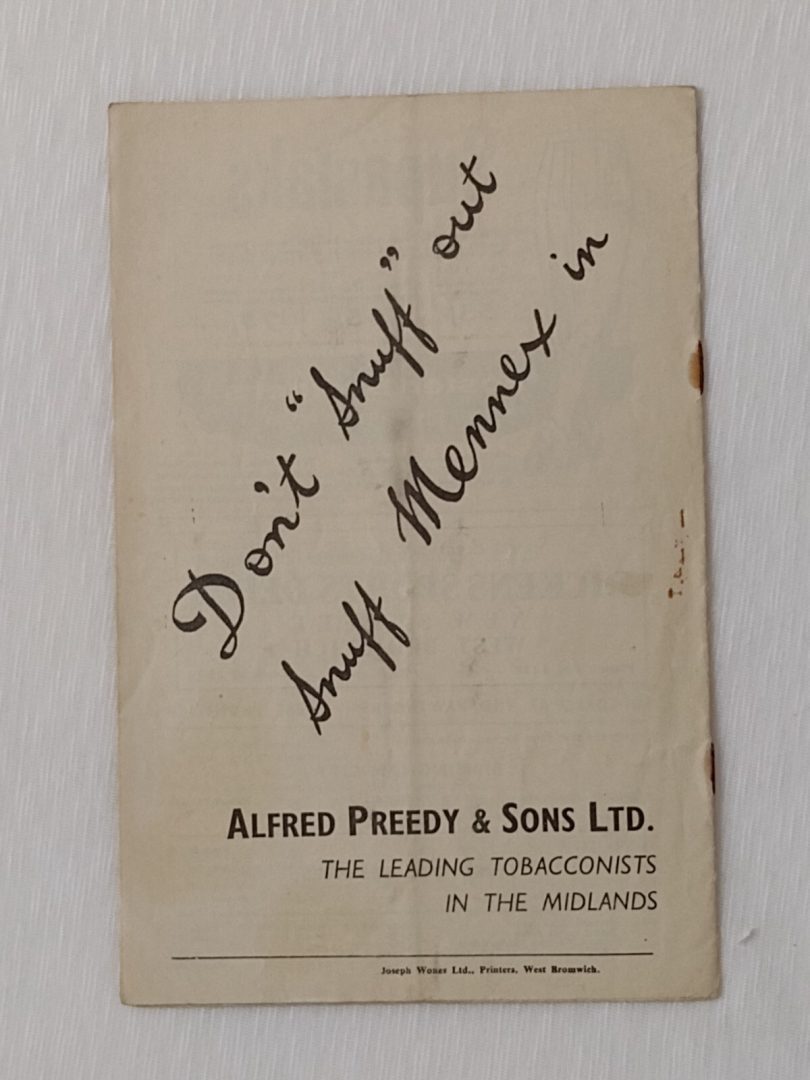 Don't "Snuff" out
Snuff Mennex in
ALFRED PREEDY & SONS LTD.
THE LEADING TOBACCONISTS
IN THE MIDLANDS
Joseph Wones Ltd., Printers, West Bromwich.